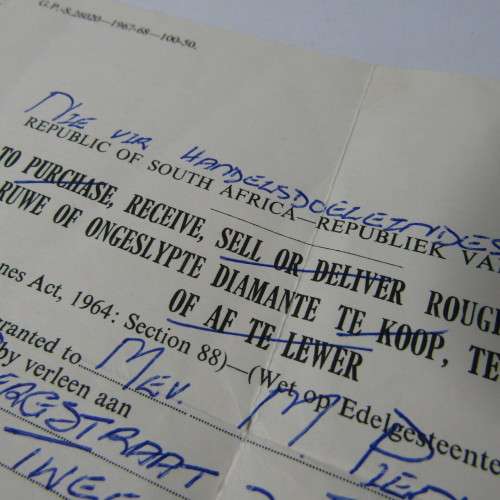 G.P.-S.26020—1967-68—100-50.
NIE VIR HANDELSDOELEINDES
REPUBLIC OF SOUTH AFRICA—REPUBLIEK VA
TO PURCHASE, RECEIVE, SELL OR DELIVER ROUG
RUWE OF ONGESLYPTE DIAMANTE TE KOOP, TE
OF AF TE LEWER
nes Act, 1964: Section 88)—(Wet op Edelgesteente
ranted to
by verleen aan
MEV. M
STRAAT